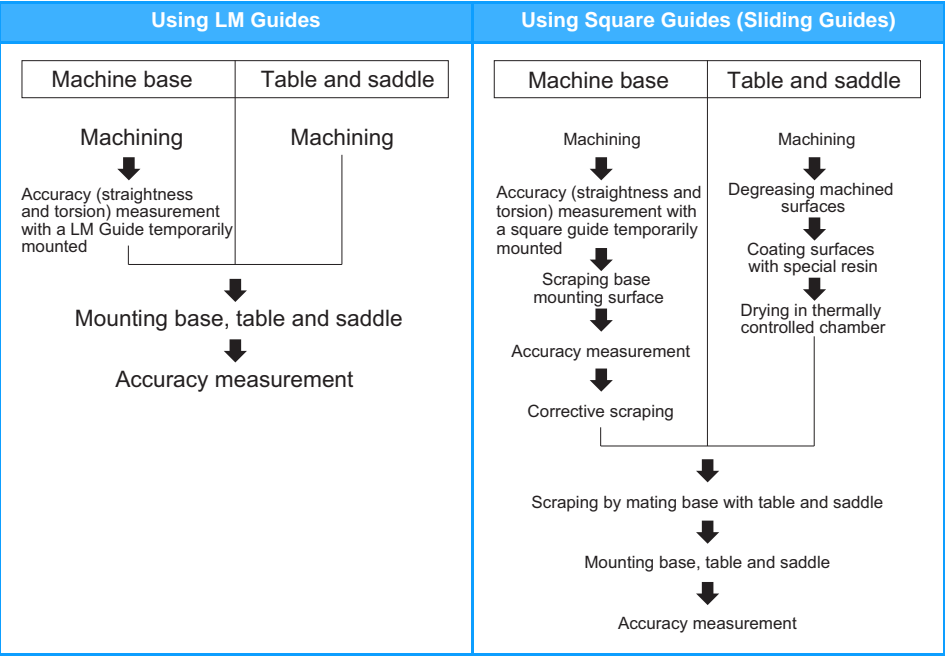 Using LM Guides
Machine base
Table and saddle
Machining
Machining
Accuracy (straightness
and torsion) measurement
with a LM Guide temporarily
mounted
Mounting base, table and saddle
Accuracy measurement
Using Square Guides (Sliding Guides)
Machine base
Table and saddle
Machining
Accuracy (straightness and
torsion) measurement with
a square guide temporarily
mounted
Scraping base
mounting surface
Accuracy measurement
Corrective scraping
Machining
Degreasing machined
surfaces
Coating surfaces
with special resin
Drying in thermally
controlled chamber
Scraping by mating base with table and saddle
Mounting base, table and saddle
Accuracy measurement